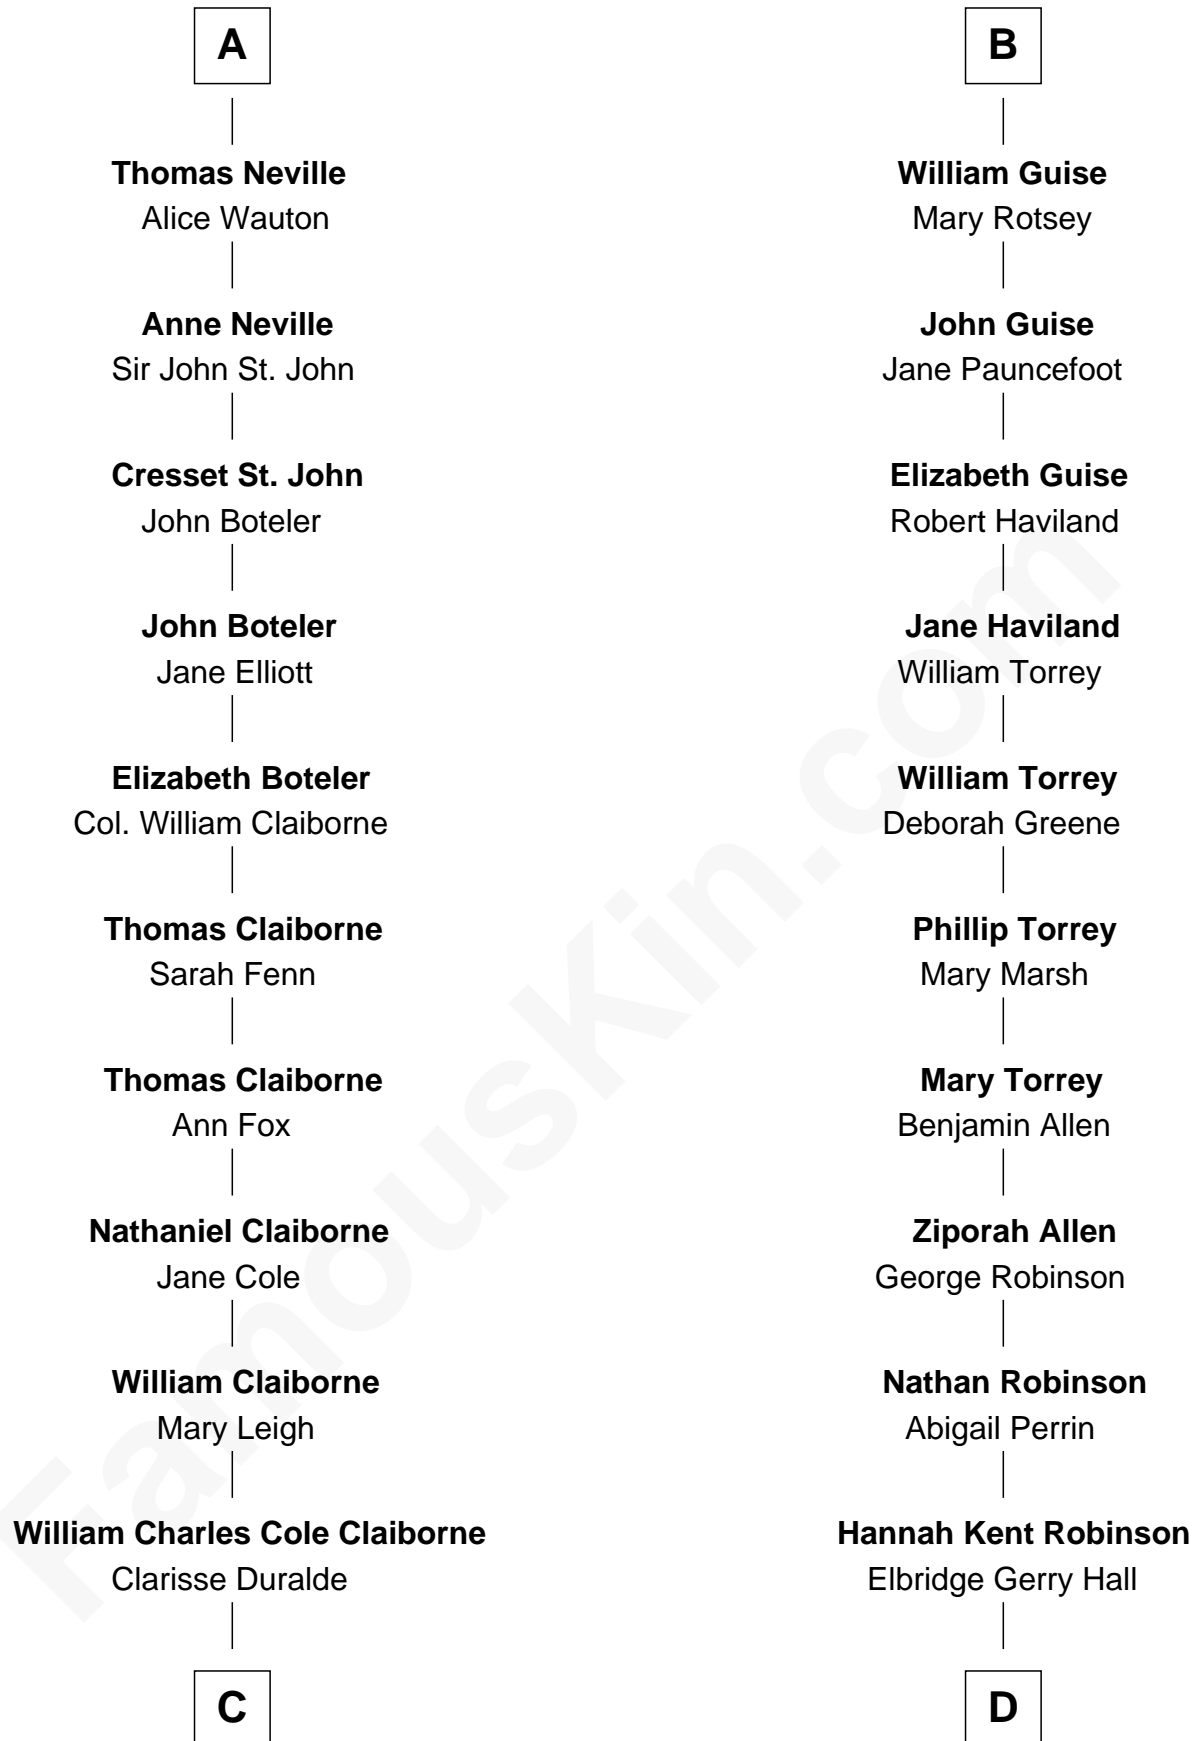 A
Thomas Neville
Alice Wauton
Anne Neville
Sir John St. John
Cresset St. John
John Boteler
John Boteler
Jane Elliott
Elizabeth Boteler
Col. William Claiborne
Thomas Claiborne
Sarah Fenn
Thomas Claiborne
Ann Fox
Nathaniel Claiborne
Jane Cole
William Claiborne
Mary Leigh
William Charles Cole Claiborne
Clarisse Duralde
C
B
William Guise
Mary Rotsey
John Guise
Jane Pauncefoot
Elizabeth Guise
Robert Haviland
Jane Haviland
William Torrey
William Torrey
Deborah Greene
Phillip Torrey
Mary Marsh
Mary Torrey
Benjamin Allen
Ziporah Allen
George Robinson
Nathan Robinson
Abigail Perrin
Hannah Kent Robinson
Elbridge Gerry Hall
D
FamousKin.com